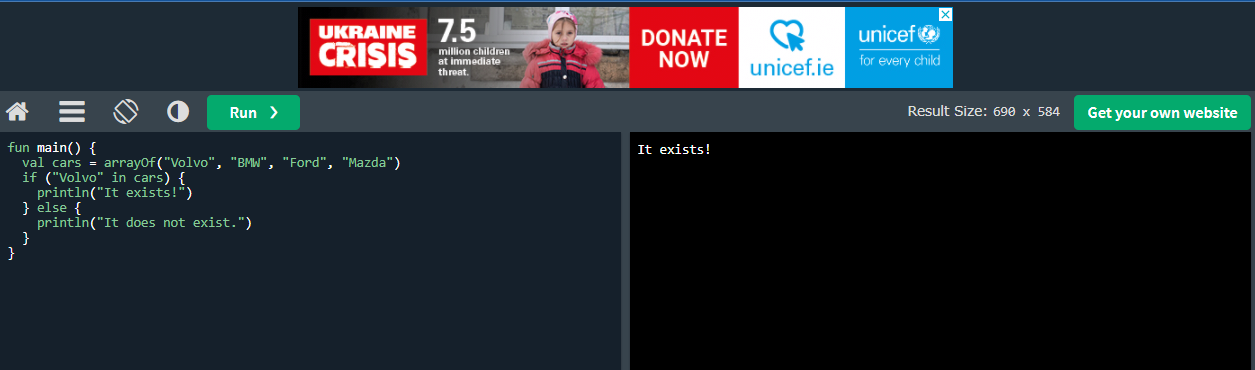 UKRAINE
CRISIS
7.5
million children
at immediate
threat.
DONATE
NOW
unicef.ie
unicef
for every child
Run ❯
Result Size: 690 x 584
Get your own website
fun main() {
  val cars = arrayOf("Volvo", "BMW", "Ford", "Mazda")
  if ("Volvo" in cars) {
    println("It exists!")
  } else {
    println("It does not exist.")
  }
}
It exists!